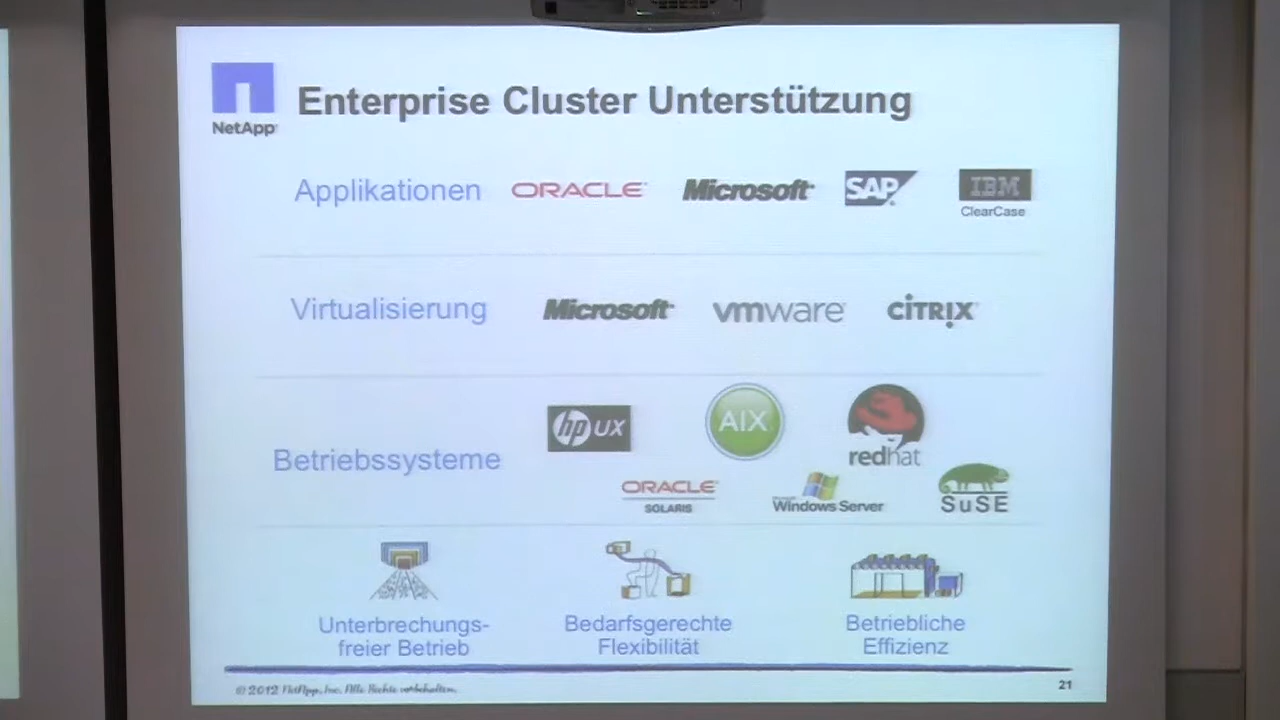 NetApp
Enterprise Cluster Unterstützung
Applikationen
ORACLE
Microsoft
SAP
IBM
ClearCase
Virtualisierung
Microsoft
vmware
CITRIX
Betriebssysteme
hp UX
AIX
redhat
ORACLE
SOLARIS
Microsoft
Windows Server
SuSE
Unterbrechungs-
freier Betrieb
Bedarfsgerechte
Flexibilität
Betriebliche
Effizienz
© 2012 NetApp, Inc. Alle Rechte vorbehalten.
21